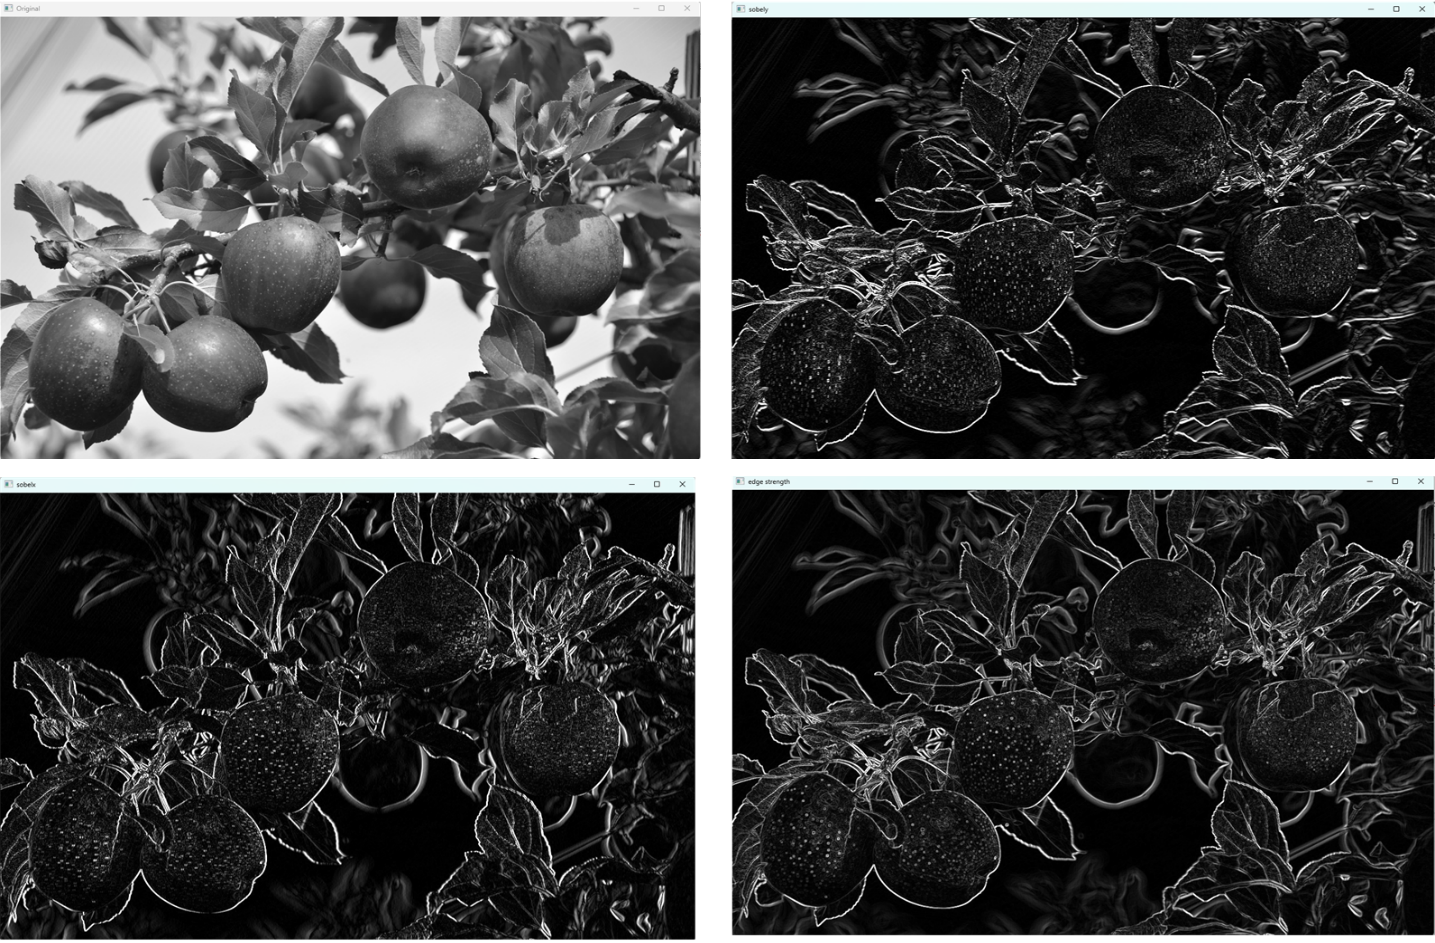 Original
sobely
sobelx
edge strength